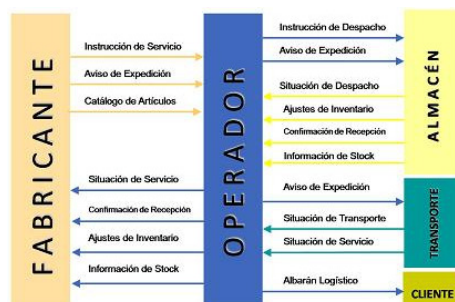 FABRICANTE
Instrucción de Servicio
Aviso de Expedición
Catálogo de Artículos
Situación de Servicio
Confirmación de Recepción
Ajustes de Inventario
Información de Stock
OPERADOR
Instrucción de Despacho
Aviso de Expedición
Situación de Despacho
Ajustes de Inventario
Confirmación de Recepción
Información de Stock
Aviso de Expedición
Situación de Transporte
Situación de Servicio
Albarán Logístico
ALMACÉN
TRANSPORTE
CLIENTE